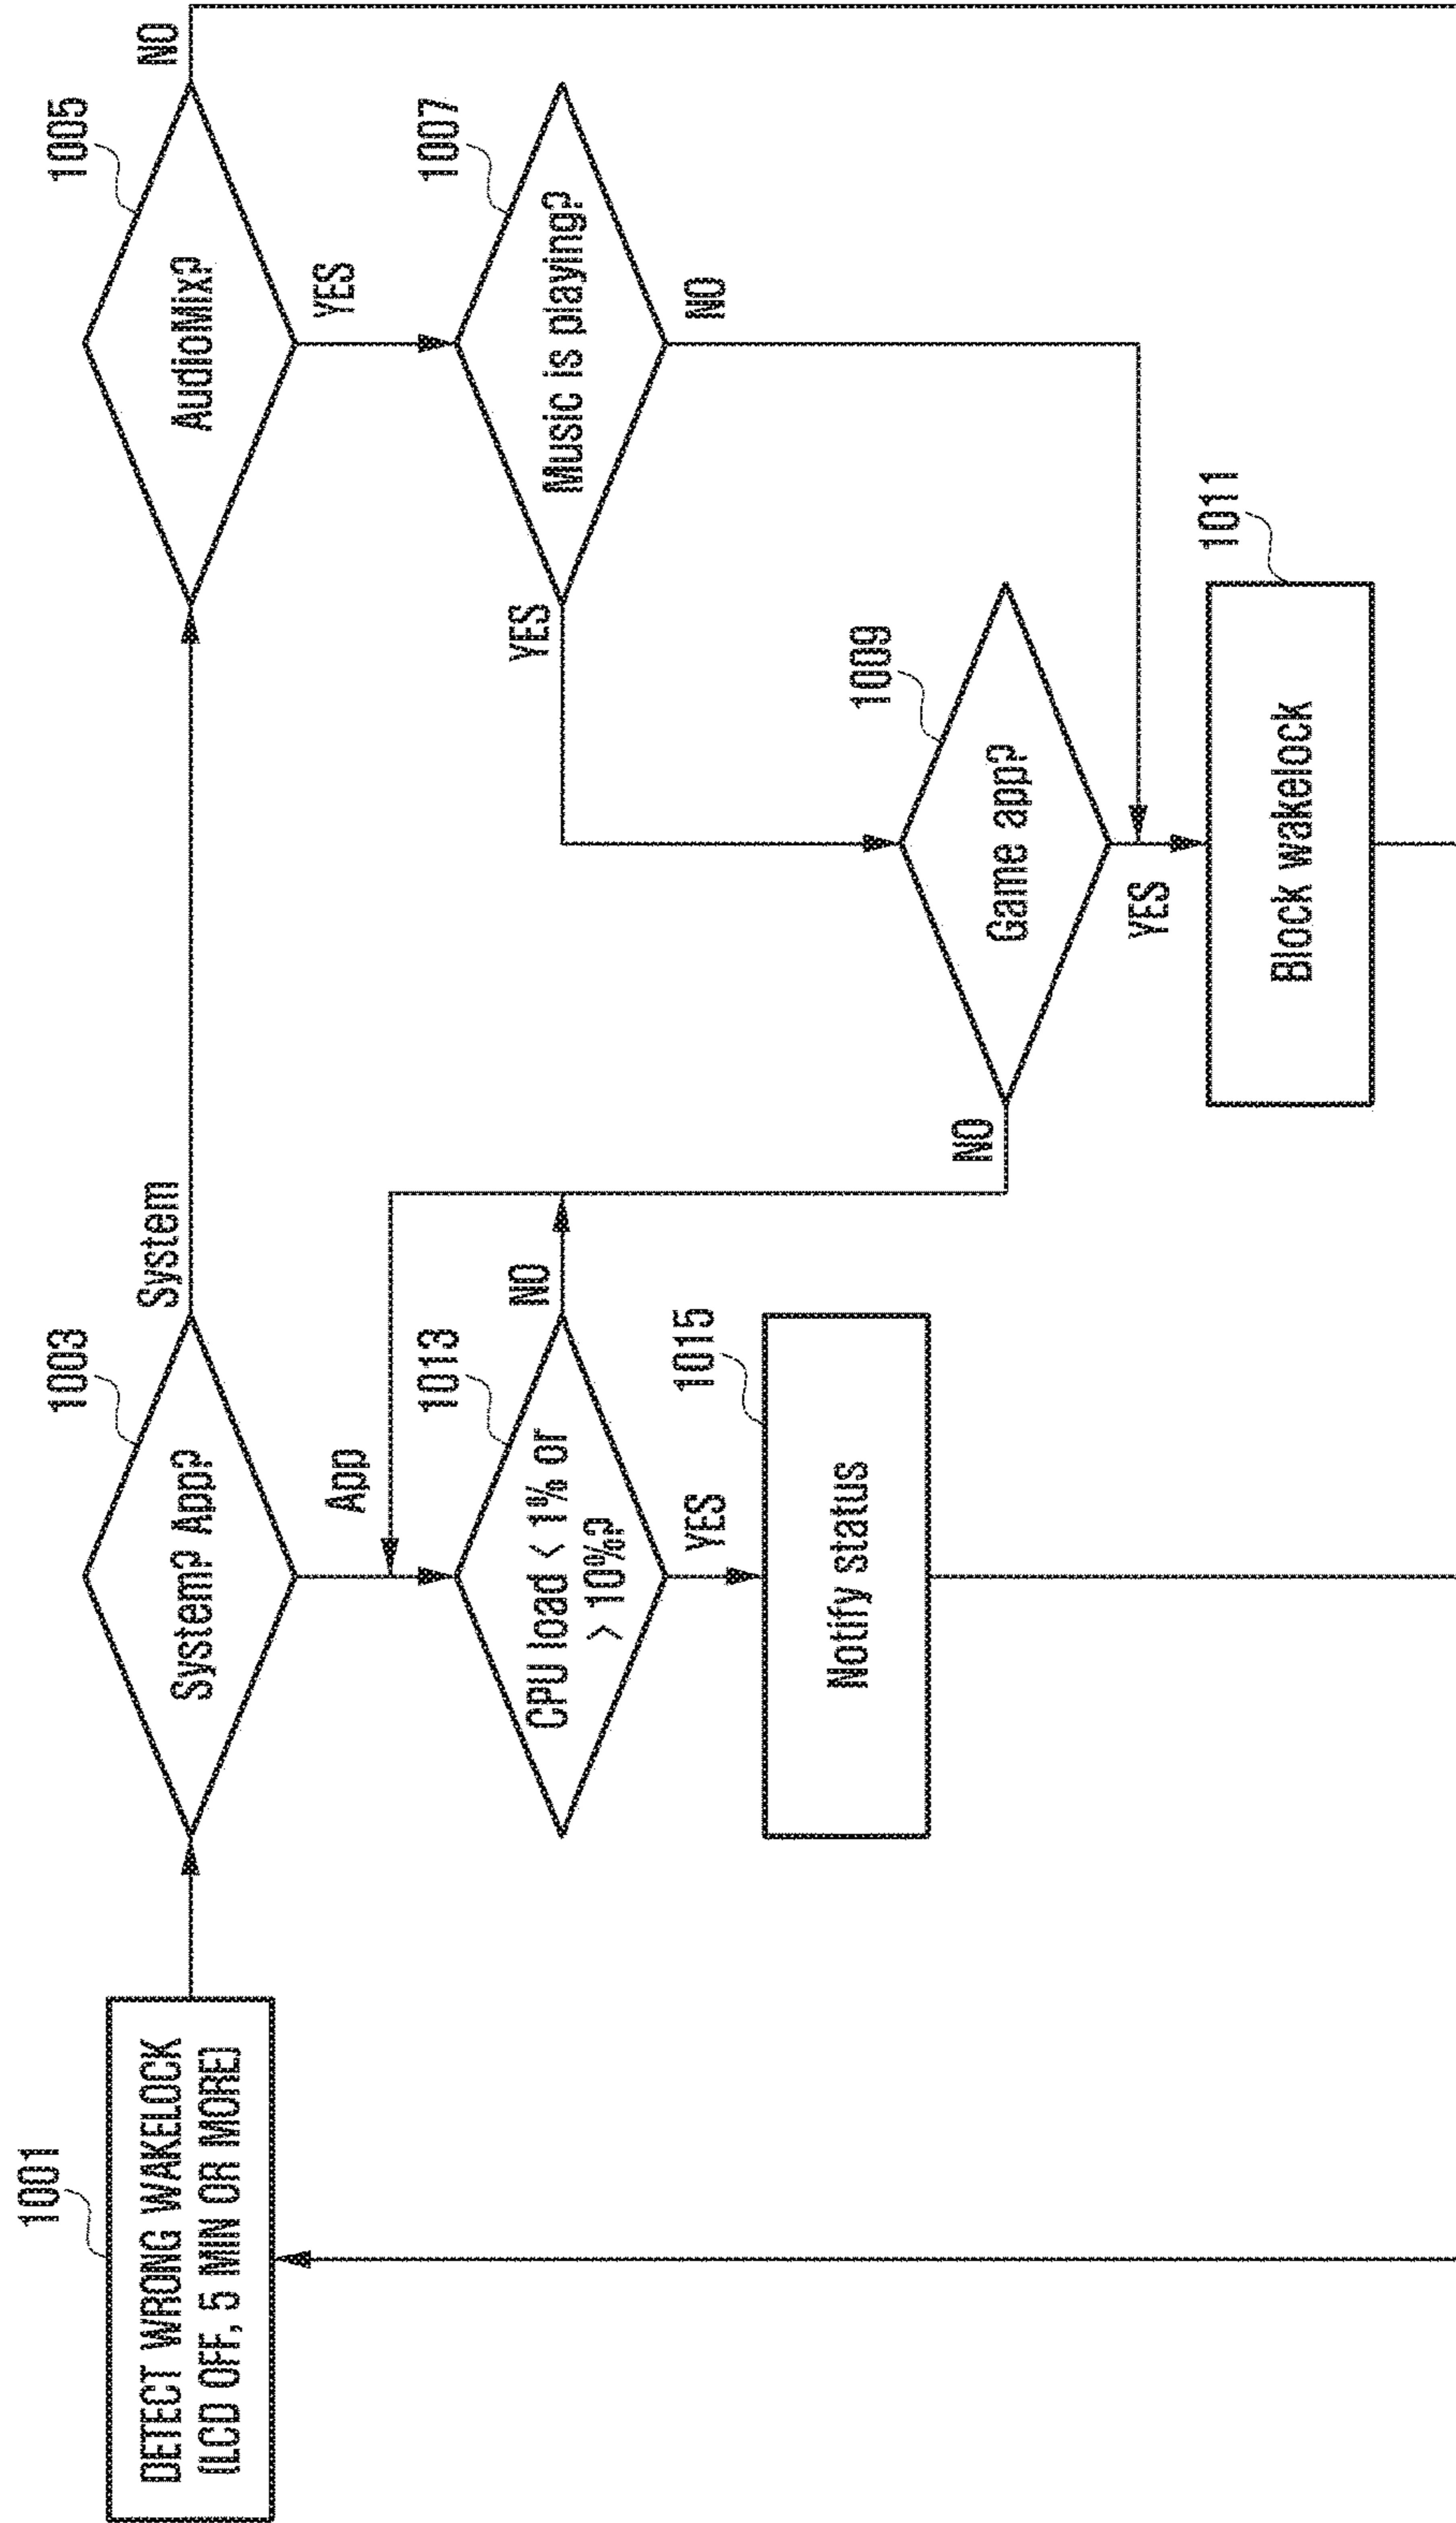 1001
DETECT WRONG WAKELOCK
(LCD OFF, 5 MIN OR MORE)
1003
System? App?
System
App
1005
AudioMix?
NO
YES
1013
CPU load < 1% or
> 10%?
NO
YES
1007
Music is playing?
YES
NO
1015
Notify status
1009
Game app?
NO
YES
1011
Block wakelock